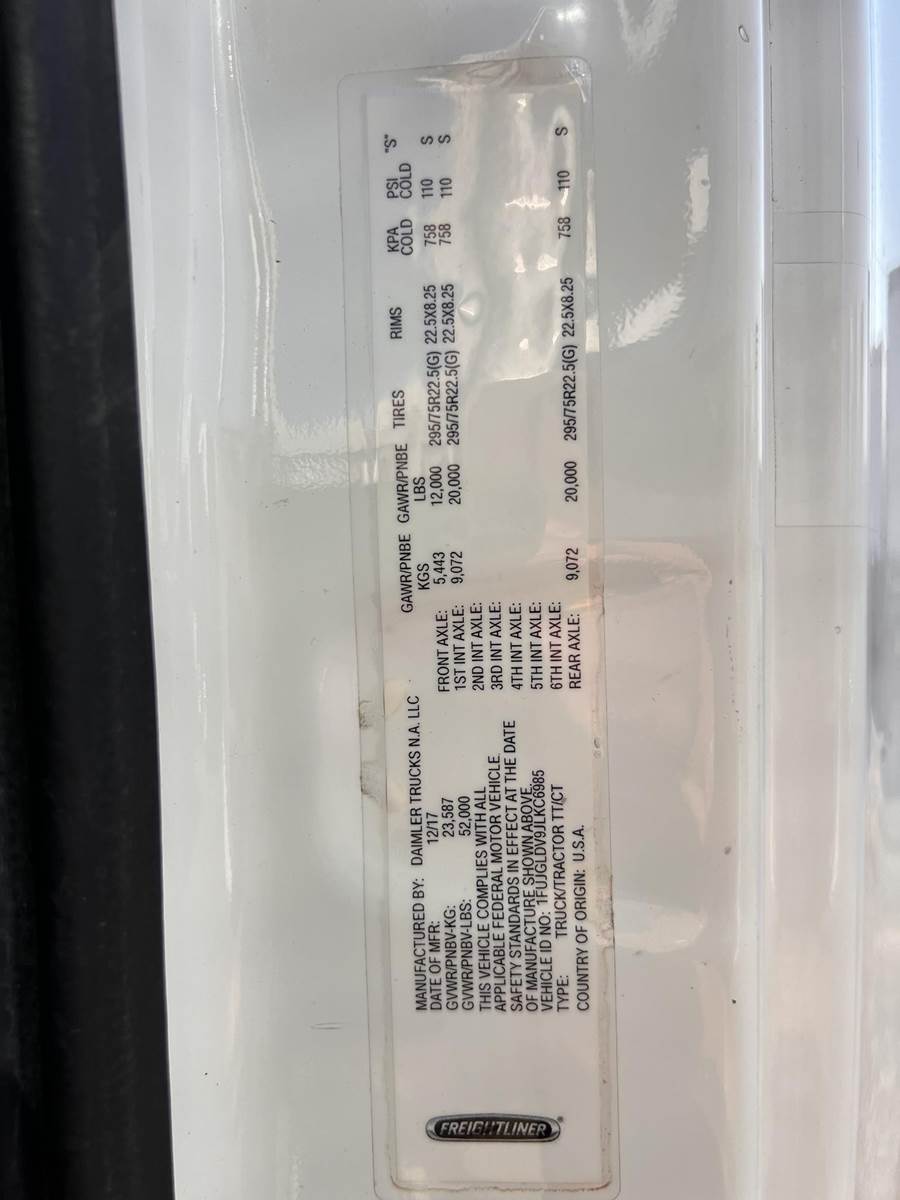 FREIGHTLINER®
MANUFACTURED BY: DAIMLER TRUCKS N.A. LLC
DATE OF MFR: 12/17
GVWR/PNBV-KG: 23,587
GVWR/PNBV-LBS: 52,000
THIS VEHICLE COMPLIES WITH ALL
APPLICABLE FEDERAL MOTOR VEHICLE
SAFETY STANDARDS IN EFFECT AT THE DATE
OF MANUFACTURE SHOWN ABOVE.
VEHICLE ID NO: 1FUJGLDV9JLKC6985
TYPE: TRUCK/TRACTOR TT/CT
COUNTRY OF ORIGIN: U.S.A.
GAWR/PNBE GAWR/PNBE TIRES RIMS KPA PSI "S"
KGS LBS COLD COLD
FRONT AXLE: 5,443 12,000 295/75R22.5(G) 22.5X8.25 758 110 S
1ST INT AXLE: 9,072 20,000 295/75R22.5(G) 22.5X8.25 758 110 S
2ND INT AXLE:
3RD INT AXLE:
4TH INT AXLE:
5TH INT AXLE:
6TH INT AXLE:
REAR AXLE: 9,072 20,000 295/75R22.5(G) 22.5X8.25 758 110 S